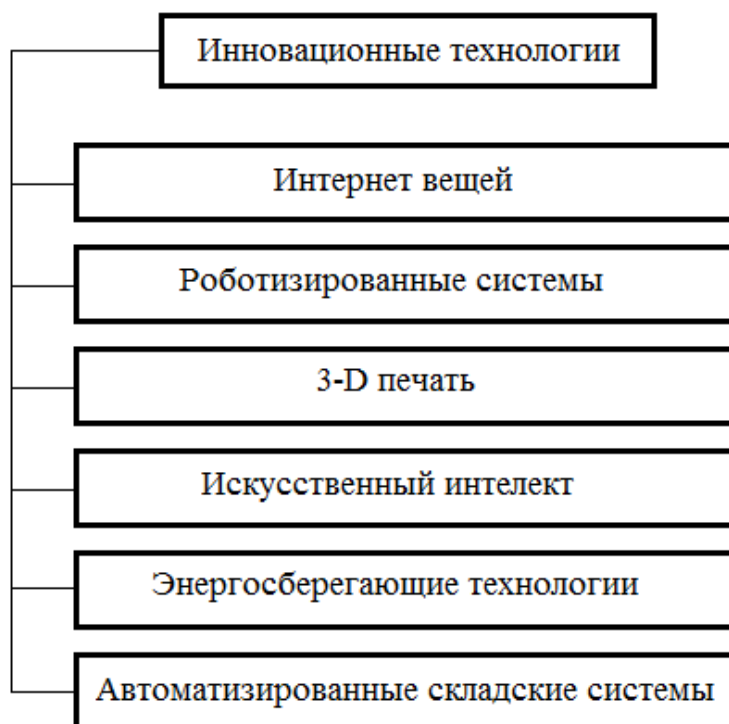 Инновационные технологии
Интернет вещей
Роботизированные системы
3-D печать
Искусственный интелект
Энергосберегающие технологии
Автоматизированные складские системы